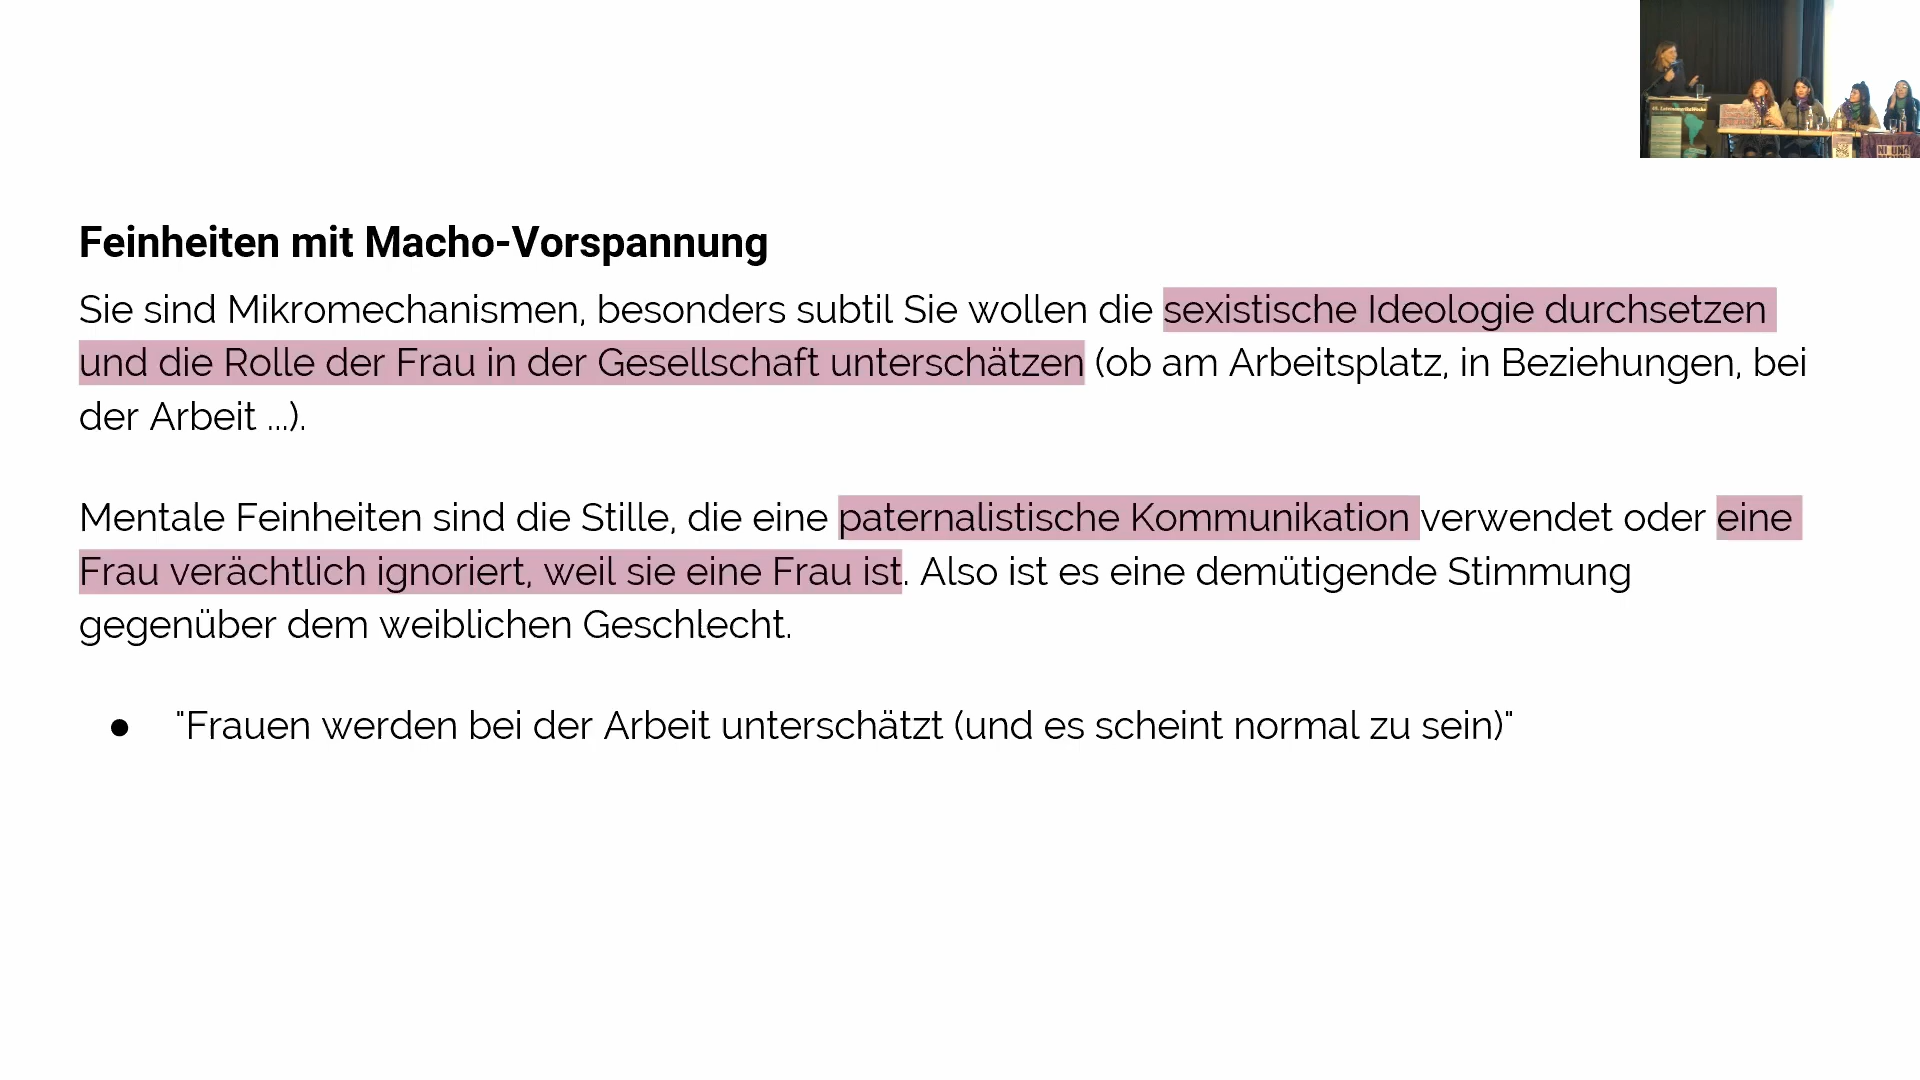 Feinheiten mit Macho-Vorspannung
Sie sind Mikromechanismen, besonders subtil Sie wollen die sexistische Ideologie durchsetzen
und die Rolle der Frau in der Gesellschaft unterschätzen (ob am Arbeitsplatz, in Beziehungen, bei
der Arbeit ...).
Mentale Feinheiten sind die Stille, die eine paternalistische Kommunikation verwendet oder eine
Frau verächtlich ignoriert, weil sie eine Frau ist. Also ist es eine demütigende Stimmung
gegenüber dem weiblichen Geschlecht.
● "Frauen werden bei der Arbeit unterschätzt (und es scheint normal zu sein)"
NI UNA